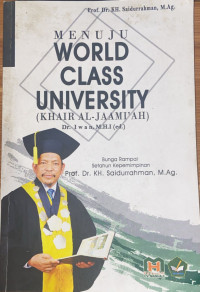 Prof. Dr. KH. Saidurrahman, M.Ag.
MENUJU
WORLD
CLASS
UNIVERSITY
(KHAIR AL-JAAMI'AH)
Dr. Iwan, M.H.I (ed.)
Bunga Rampai
Setahun Kepemimpinan
Prof. Dr. KH. Saidurrahman, M.Ag.